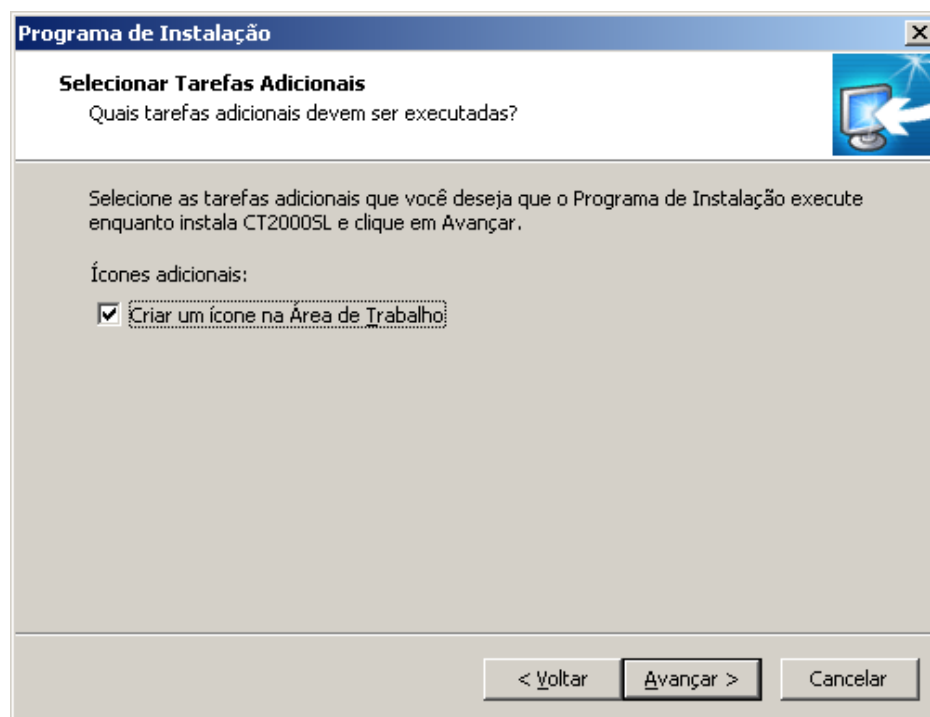 Programa de Instalação
Selecionar Tarefas Adicionais
Quais tarefas adicionais devem ser executadas?
Selecione as tarefas adicionais que você deseja que o Programa de Instalação execute
enquanto instala CT2000SL e clique em Avançar.
Ícones adicionais:
Criar um ícone na Área de Trabalho
< Voltar
Avançar >
Cancelar